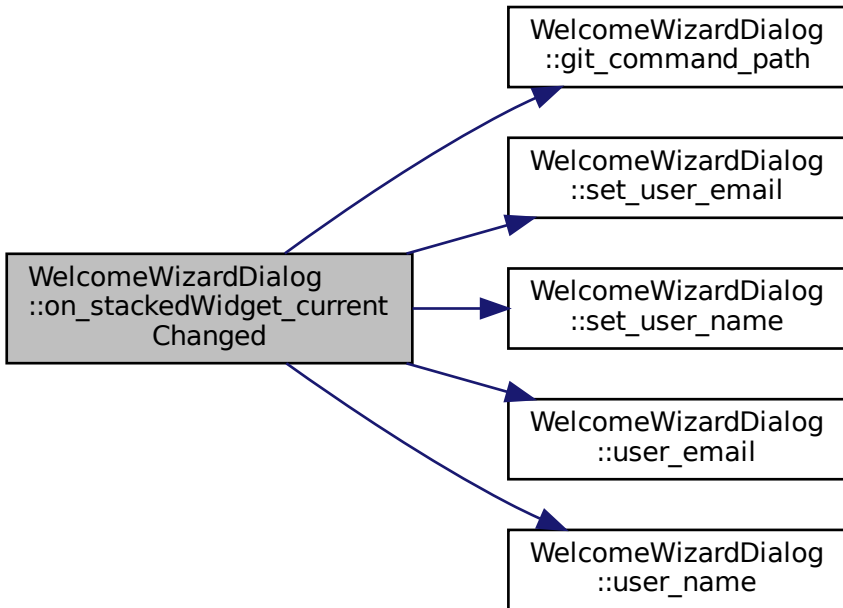 WelcomeWizardDialog
::git_command_path
WelcomeWizardDialog
::set_user_email
WelcomeWizardDialog
::on_stackedWidget_current
Changed
WelcomeWizardDialog
::set_user_name
WelcomeWizardDialog
::user_email
WelcomeWizardDialog
::user_name